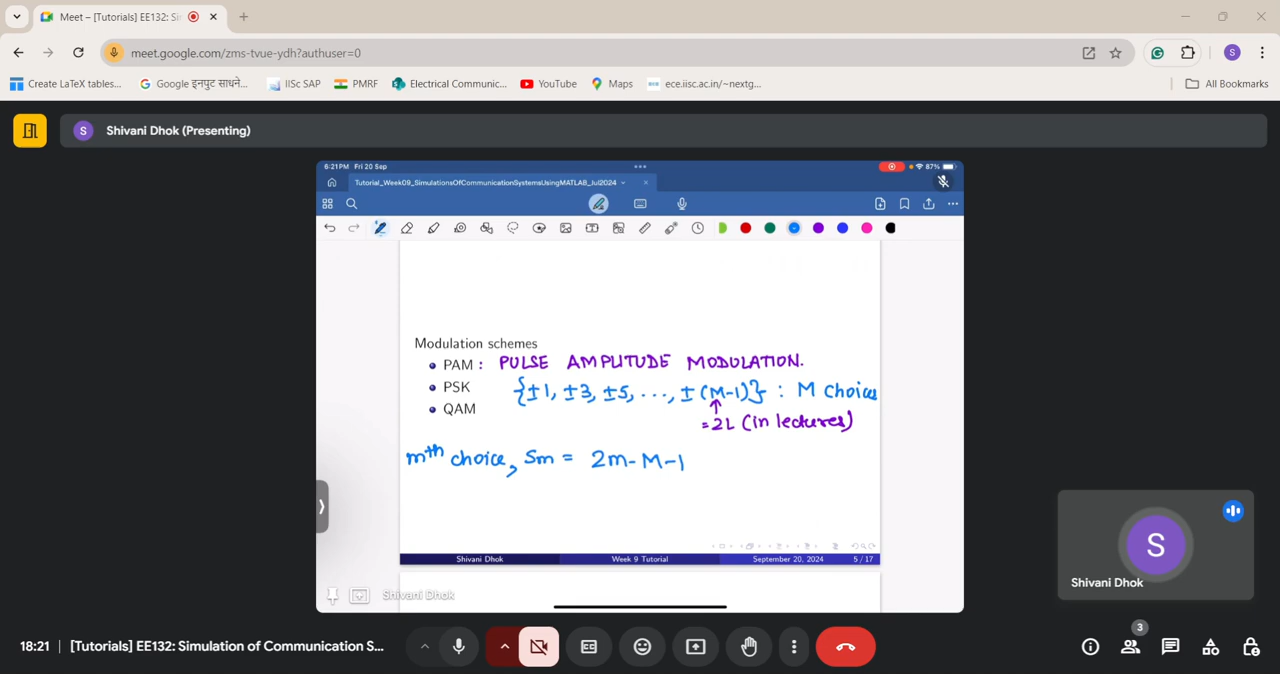 Meet – [Tutorials] EE132: Si
meet.google.com/zms-tvue-ydh?authuser=0
Create LaTeX tables... Google इनपुट साधने... IISc SAP PMRF Electrical Communic... YouTube Maps ece.iisc.ac.in/~nextg... All Bookmarks
S Shivani Dhok (Presenting)
6:21PM Fri 20 Sep 87%
Tutorial_Week09_SimulationsOfCommunicationSystemsUsingMATLAB_Jul2024
Modulation schemes
PAM : PULSE AMPLITUDE MODULATION.
PSK {±1, ±3, ±5, ..., ±(M-1)} : M Choices
QAM
= 2L (in lectures)
mth choice, Sm = 2m-M-1
Shivani Dhok Week 9 Tutorial September 20, 2024 5 / 17
Shivani Dhok
S
Shivani Dhok
18:21 | [Tutorials] EE132: Simulation of Communication S...
3